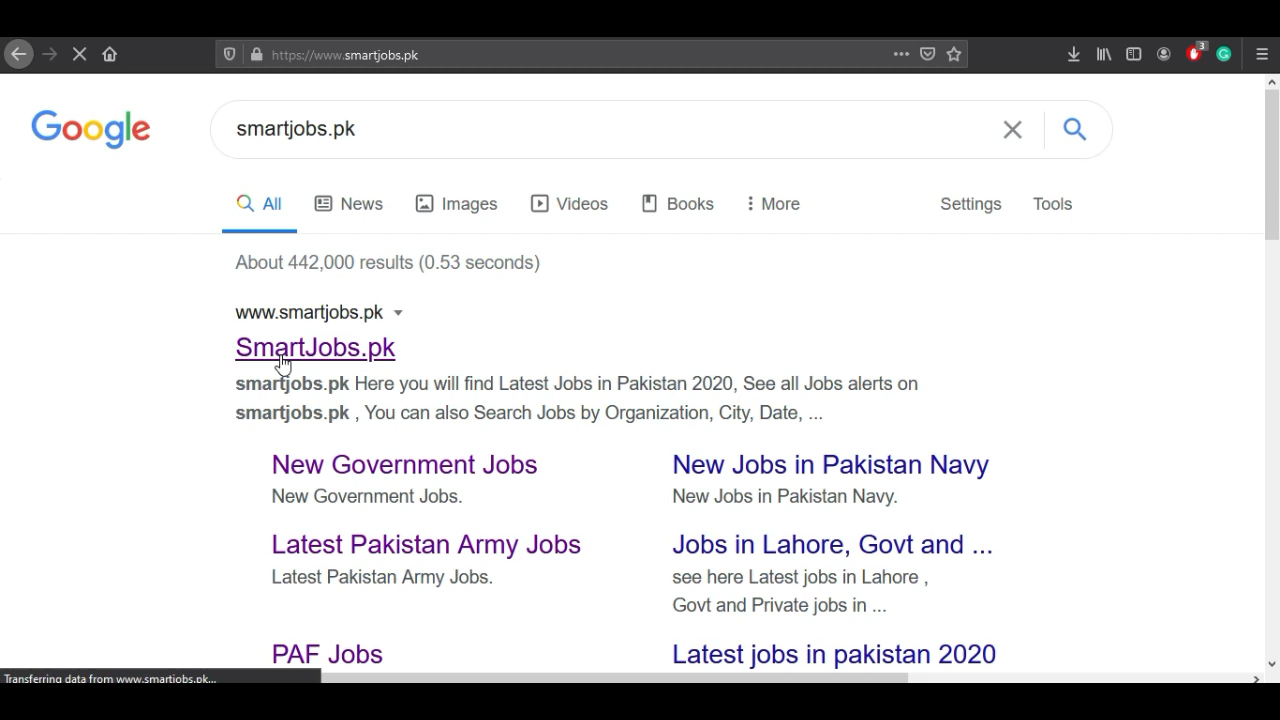 https://www.smartjobs.pk
3
Google
smartjobs.pk
All News Images Videos Books More Settings Tools
About 442,000 results (0.53 seconds)
www.smartjobs.pk
SmartJobs.pk
smartjobs.pk Here you will find Latest Jobs in Pakistan 2020, See all Jobs alerts on
smartjobs.pk , You can also Search Jobs by Organization, City, Date, ...
New Government Jobs
New Government Jobs.
New Jobs in Pakistan Navy
New Jobs in Pakistan Navy.
Latest Pakistan Army Jobs
Latest Pakistan Army Jobs.
Jobs in Lahore, Govt and ...
see here Latest jobs in Lahore ,
Govt and Private jobs in ...
PAF Jobs
Latest jobs in pakistan 2020
Transferring data from www.smartjobs.pk...